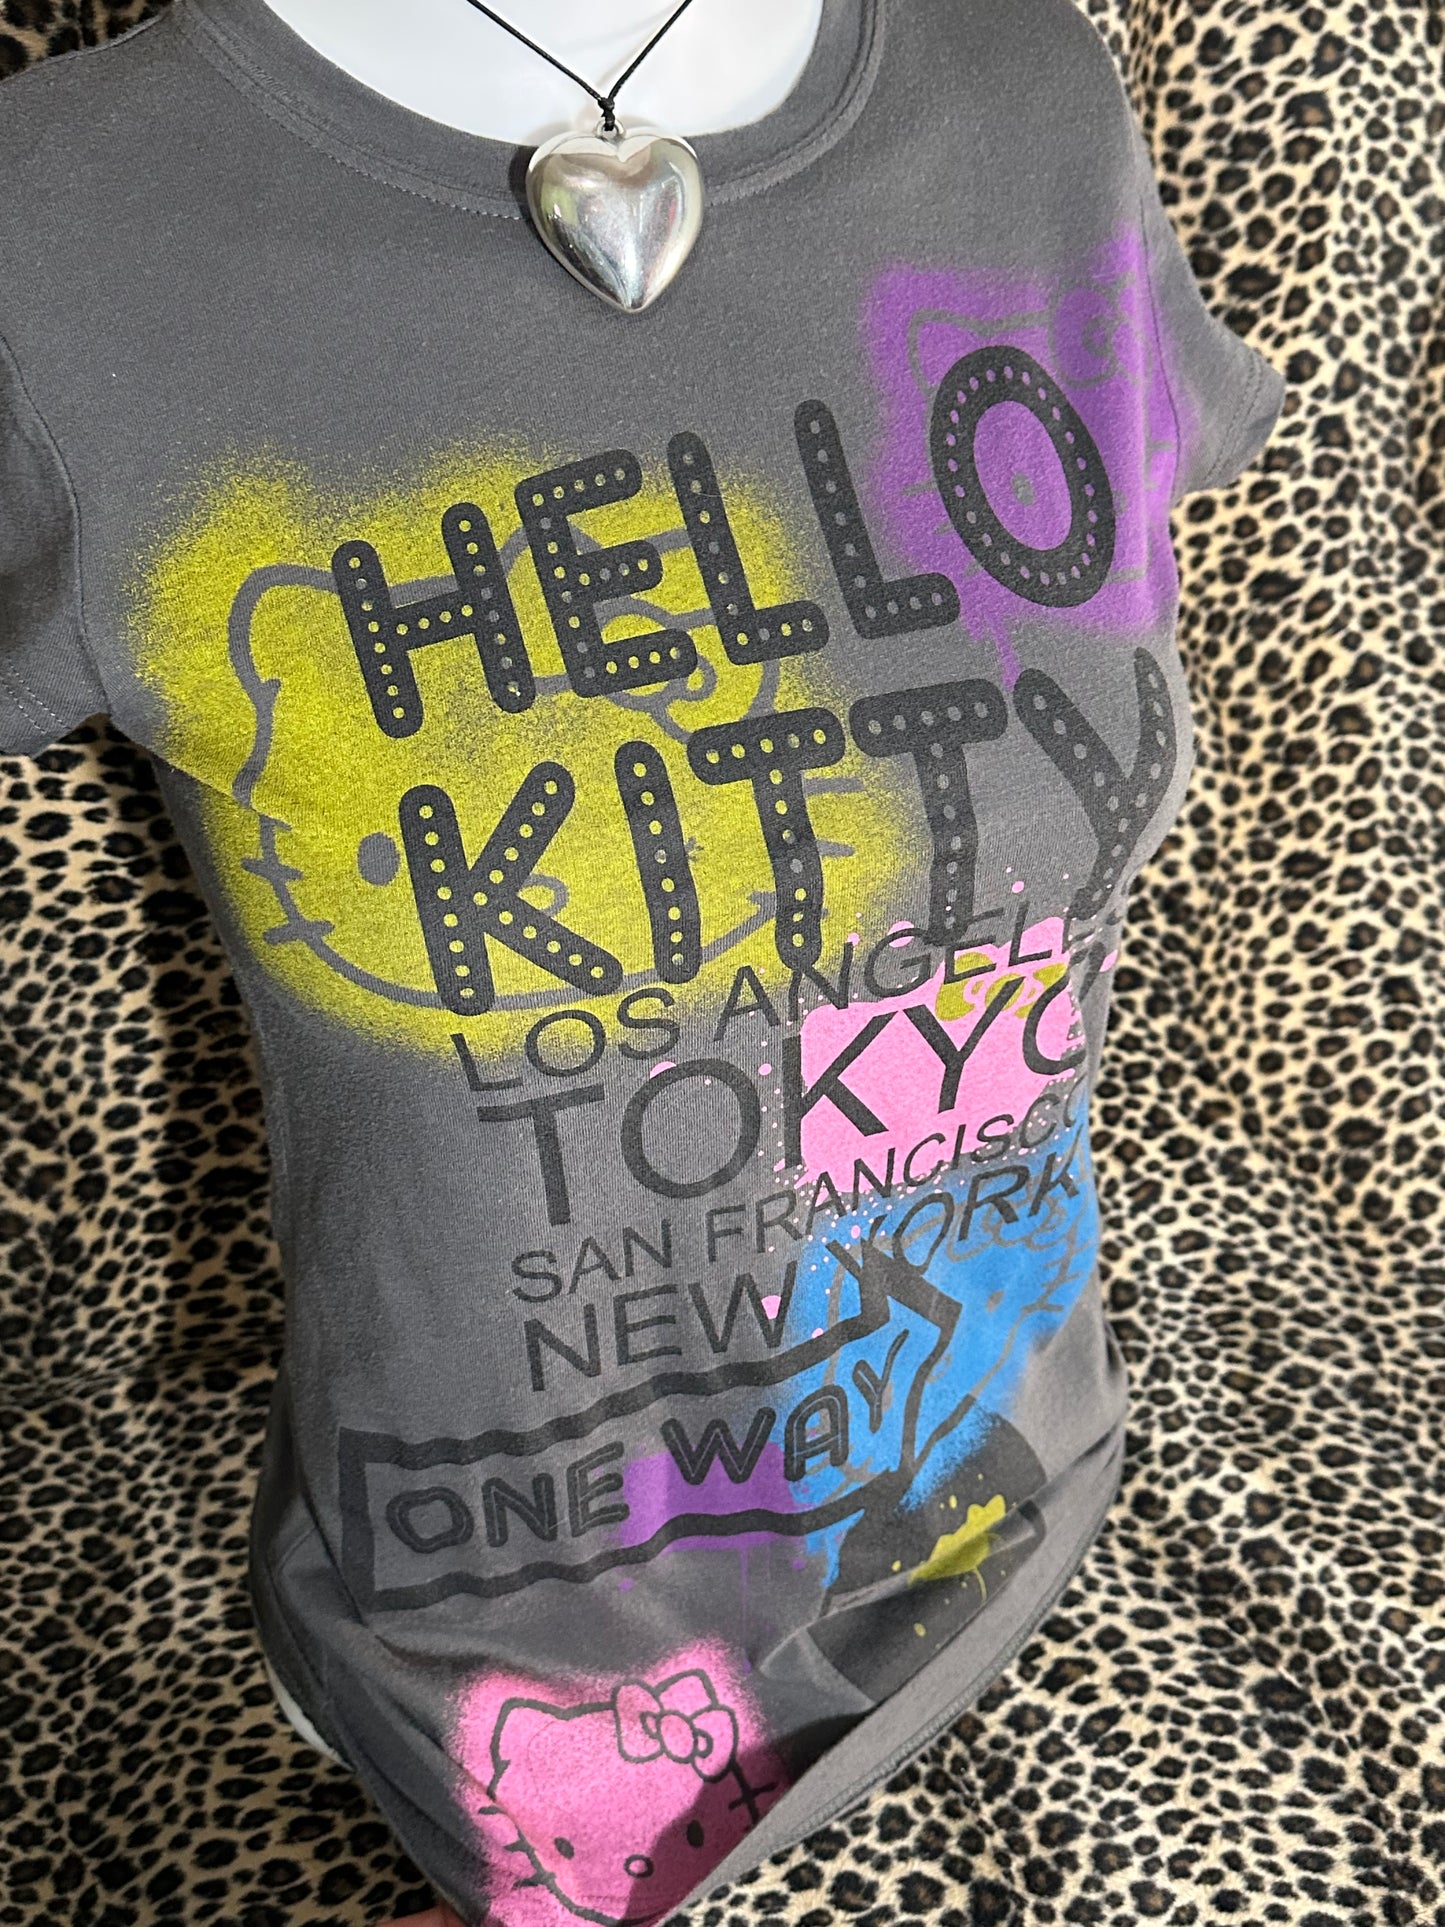 HELLO
KITTY
LOS ANGELES
TOKYO
SAN FRANCISCO
NEW YORK
ONE WAY